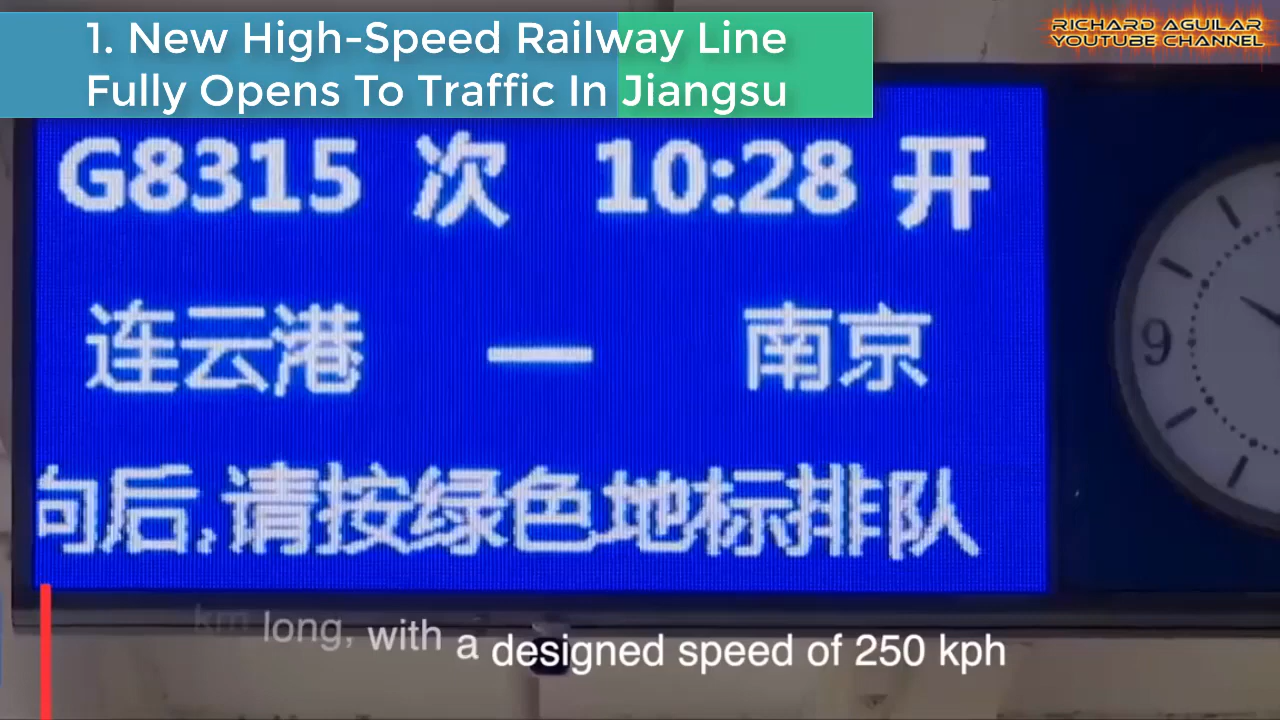 1. New High-Speed Railway Line
Fully Opens To Traffic In Jiangsu
RICHARD AGUILAR
YOUTUBE CHANNEL
G8315 次 10:28 开
连云港 — 南京
向后,请按绿色地标排队
9
km long, with a designed speed of 250 kph